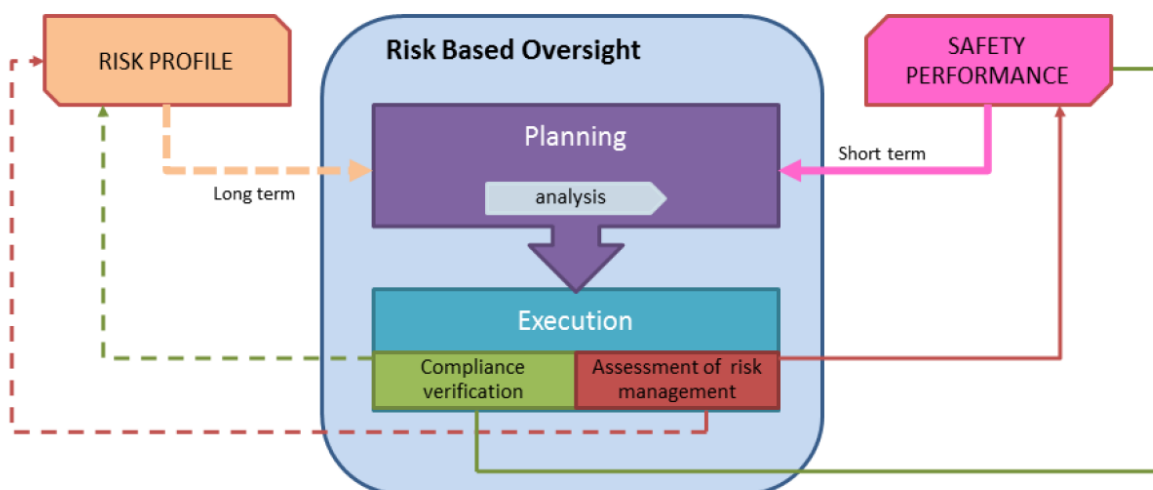 RISK PROFILE
Risk Based Oversight
SAFETY
PERFORMANCE
Planning
Short term
Long term
analysis
Execution
Compliance
verification
Assessment of risk
management